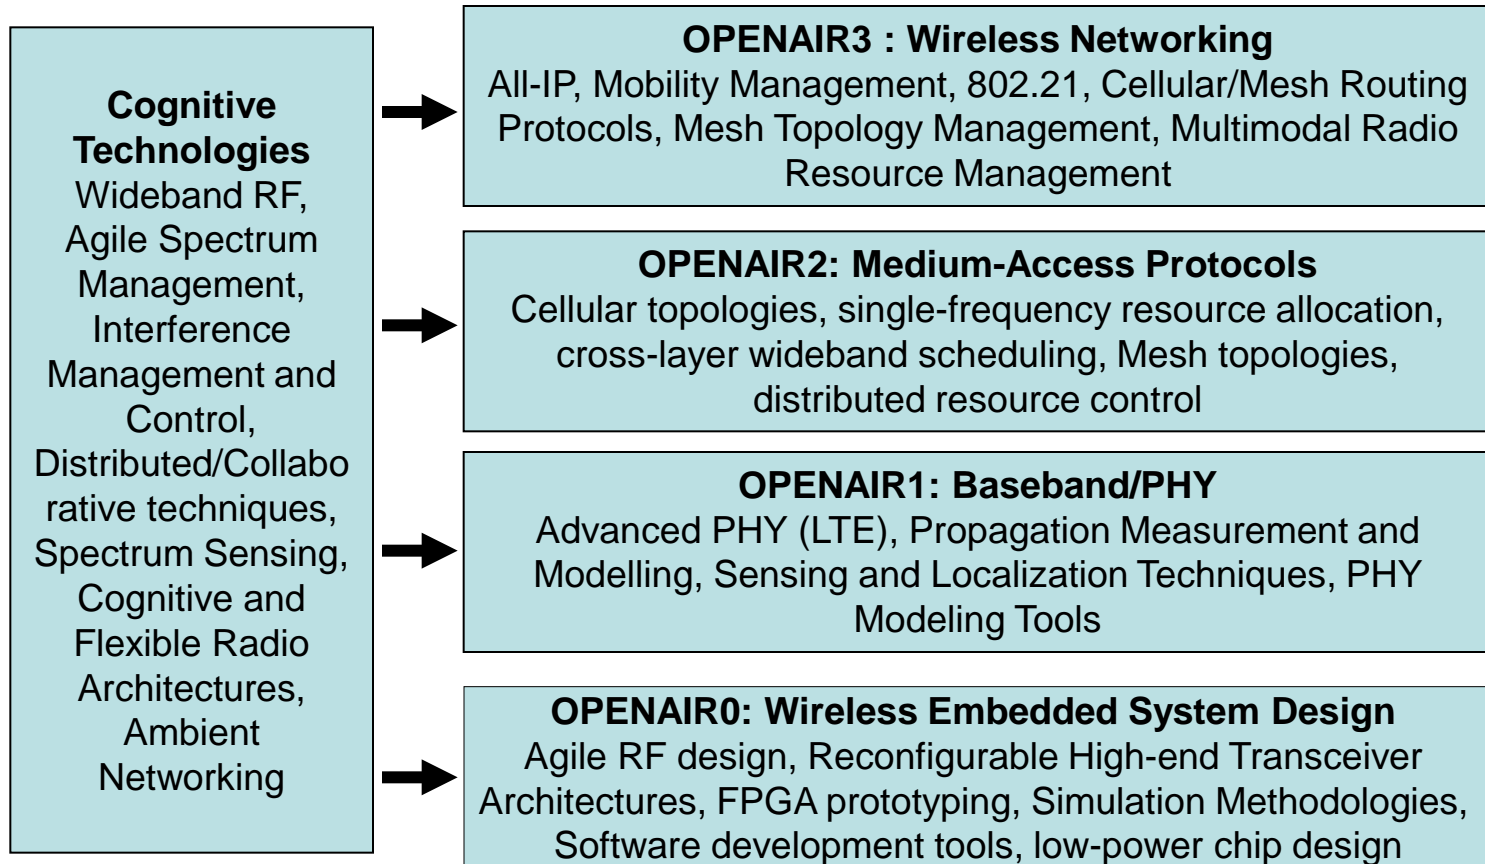 Cognitive
Technologies
Wideband RF,
Agile Spectrum
Management,
Interference
Management and
Control,
Distributed/Collabo
rative techniques,
Spectrum Sensing,
Cognitive and
Flexible Radio
Architectures,
Ambient
Networking
OPENAIR3 : Wireless Networking
All-IP, Mobility Management, 802.21, Cellular/Mesh Routing
Protocols, Mesh Topology Management, Multimodal Radio
Resource Management
OPENAIR2: Medium-Access Protocols
Cellular topologies, single-frequency resource allocation,
cross-layer wideband scheduling, Mesh topologies,
distributed resource control
OPENAIR1: Baseband/PHY
Advanced PHY (LTE), Propagation Measurement and
Modelling, Sensing and Localization Techniques, PHY
Modeling Tools
OPENAIR0: Wireless Embedded System Design
Agile RF design, Reconfigurable High-end Transceiver
Architectures, FPGA prototyping, Simulation Methodologies,
Software development tools, low-power chip design